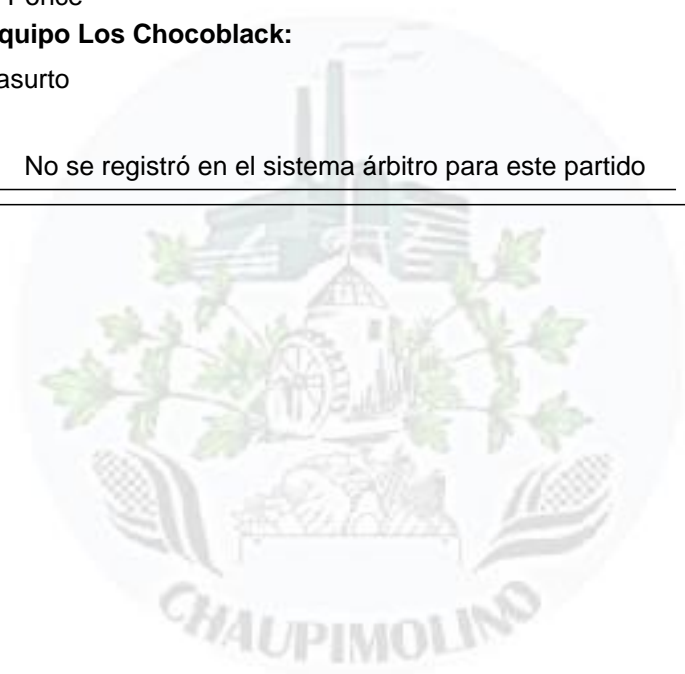 Ponce
quipo Los Chocoblack:
asurto
No se registró en el sistema árbitro para este partido
CHAUPIMOLINO